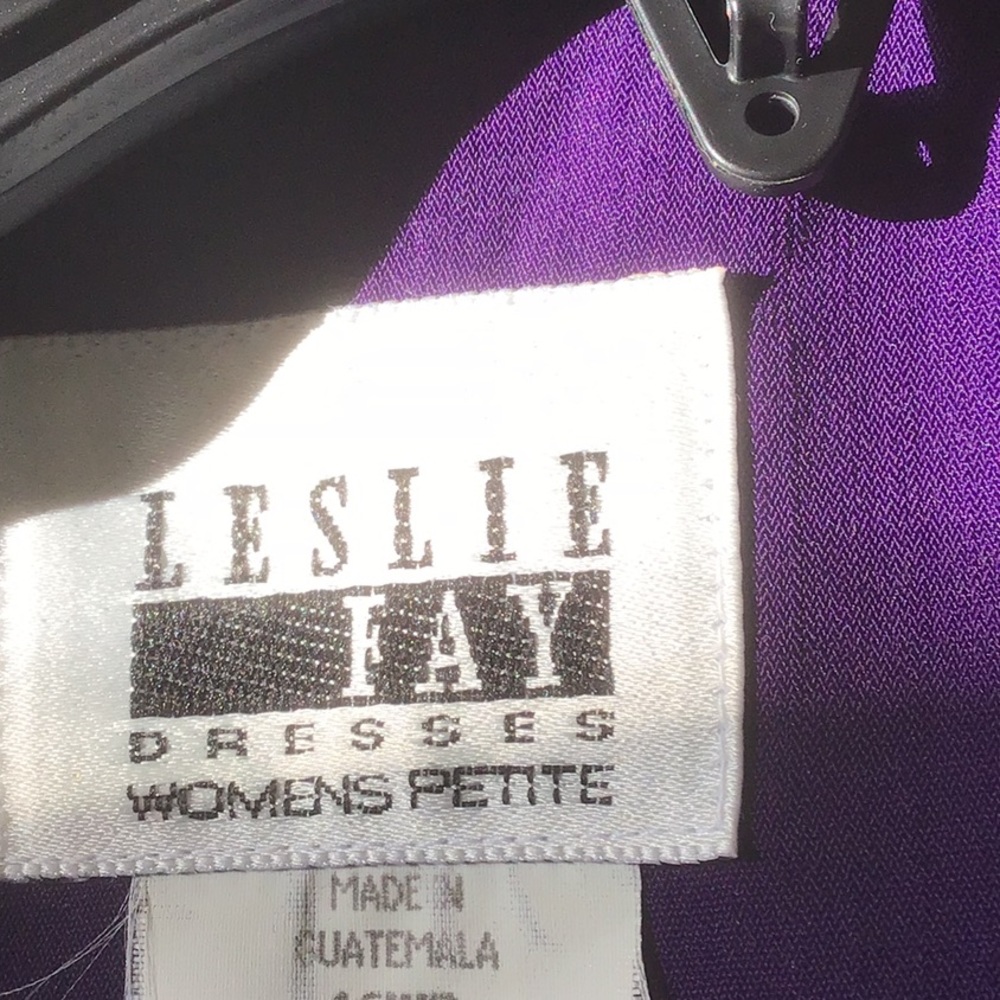 LESLIE
FAY
DRESSES
WOMENS PETITE
MADE IN
GUATEMALA